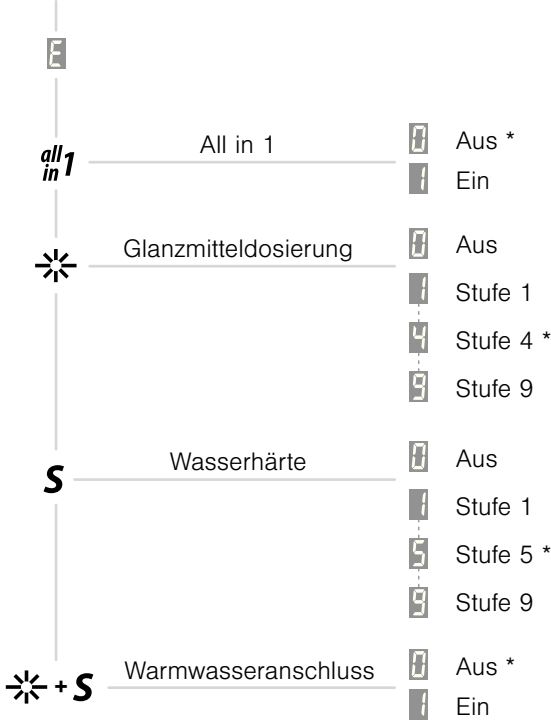 E
all in 1 All in 1 0 Aus *
1 Ein
Glanzmitteldosierung 0 Aus
1 Stufe 1
4 Stufe 4 *
9 Stufe 9
S Wasserhärte 0 Aus
1 Stufe 1
5 Stufe 5 *
9 Stufe 9
+ S Warmwasseranschluss 0 Aus *
1 Ein